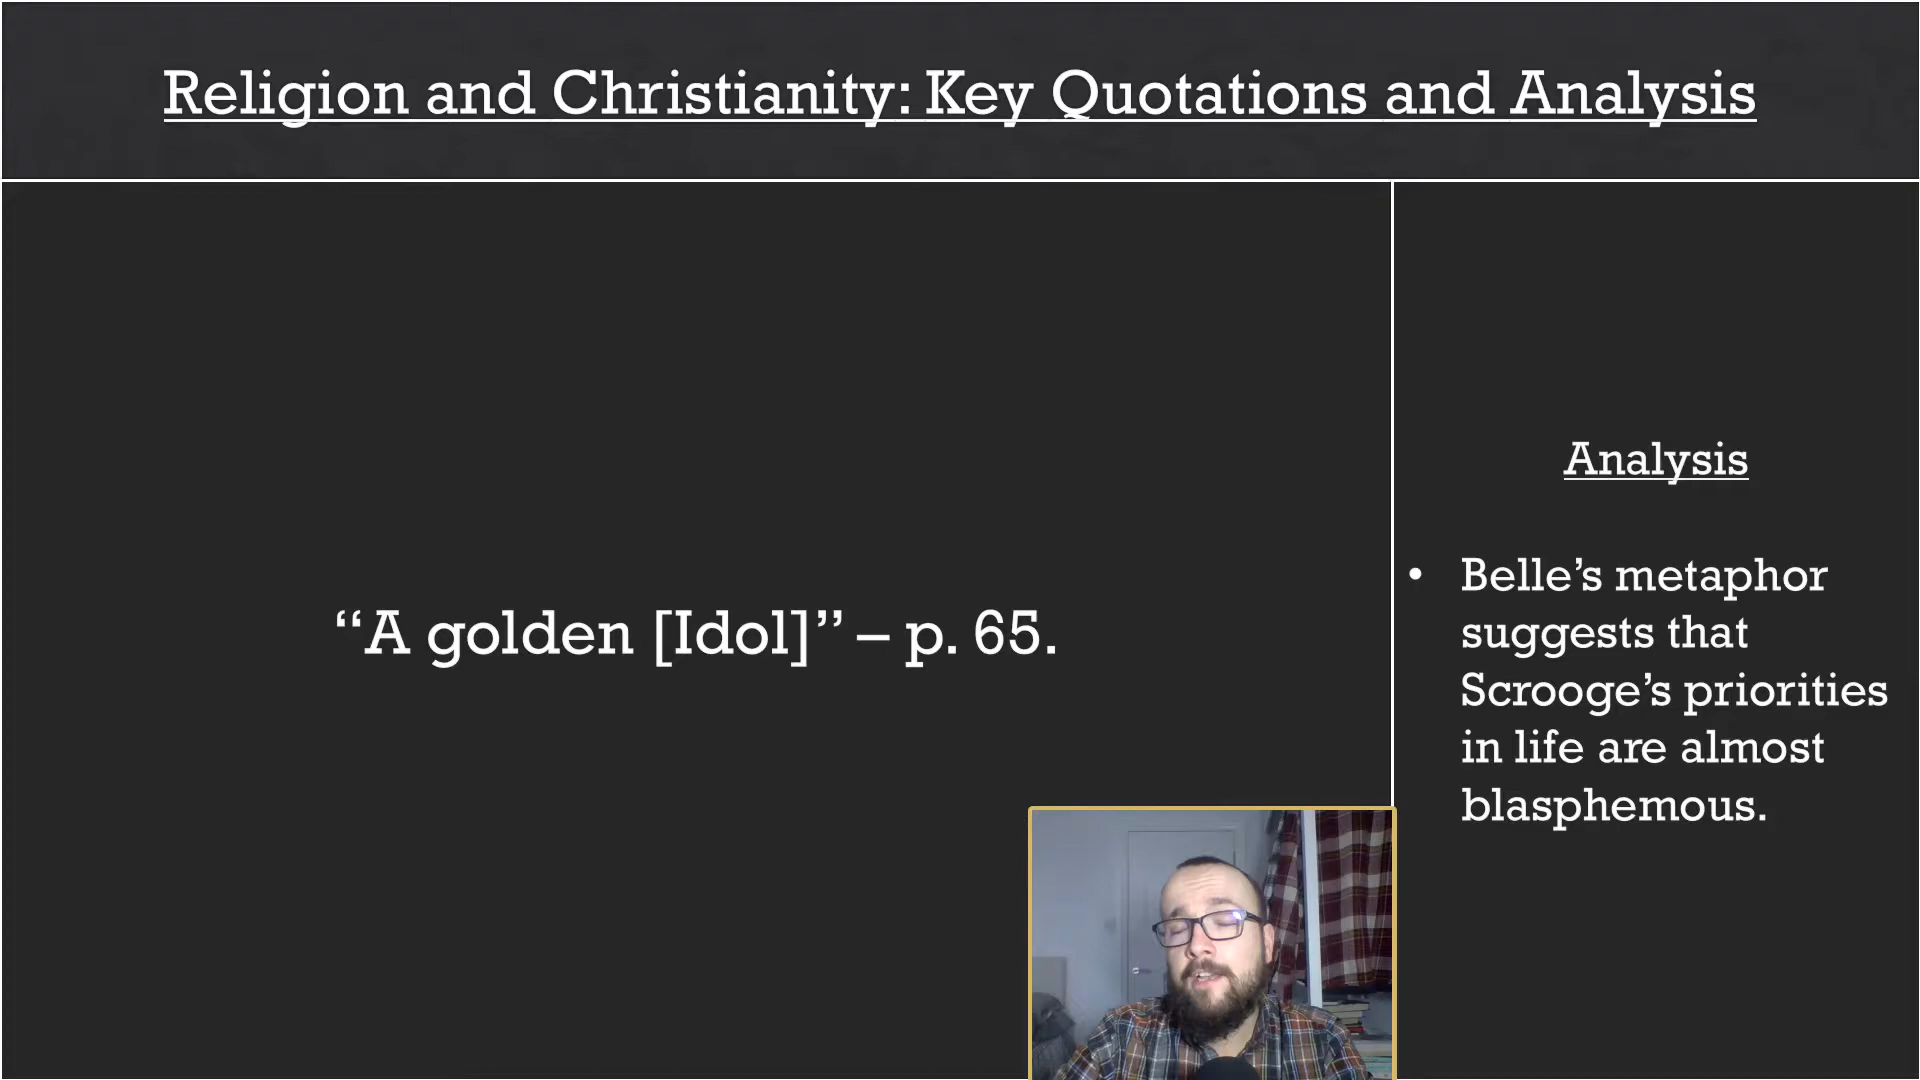 Religion and Christianity: Key Quotations and Analysis
“A golden [Idol]” – p. 65.
Analysis
• Belle’s metaphor
suggests that
Scrooge’s priorities
in life are almost
blasphemous.